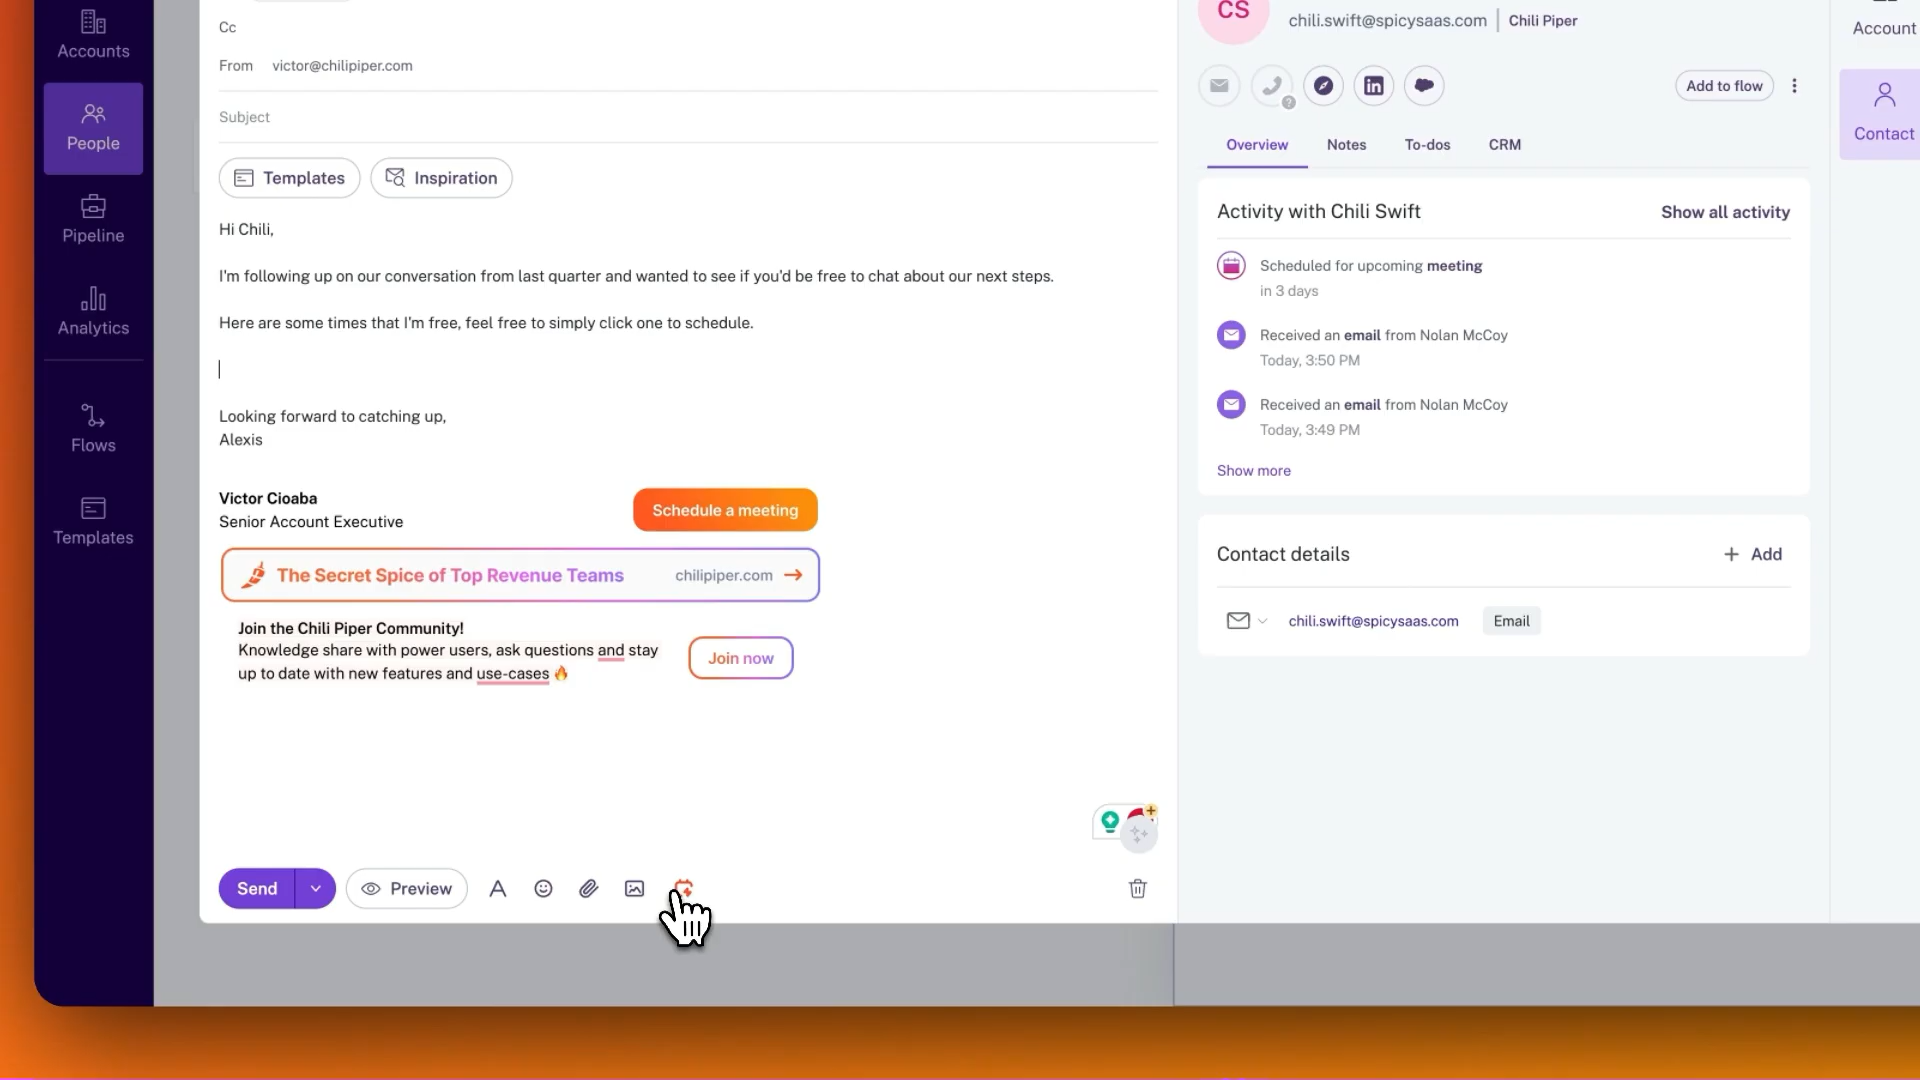 Accounts
People
Pipeline
Analytics
Flows
Templates
Cc
From victor@chilipiper.com
Subject
Templates Inspiration
Hi Chili,
I'm following up on our conversation from last quarter and wanted to see if you'd be free to chat about our next steps.
Here are some times that I'm free, feel free to simply click one to schedule.
Looking forward to catching up,
Alexis
Victor Cioaba
Senior Account Executive
Schedule a meeting
The Secret Spice of Top Revenue Teams chilipiper.com
Join the Chili Piper Community!
Knowledge share with power users, ask questions and stay
up to date with new features and use-cases
Join now
Send Preview
CS
chili.swift@spicysaas.com Chili Piper
Add to flow
Overview Notes To-dos CRM
Activity with Chili Swift Show all activity
Scheduled for upcoming meeting
in 3 days
Received an email from Nolan McCoy
Today, 3:50 PM
Received an email from Nolan McCoy
Today, 3:49 PM
Show more
Contact details + Add
chili.swift@spicysaas.com Email
Account
Contact